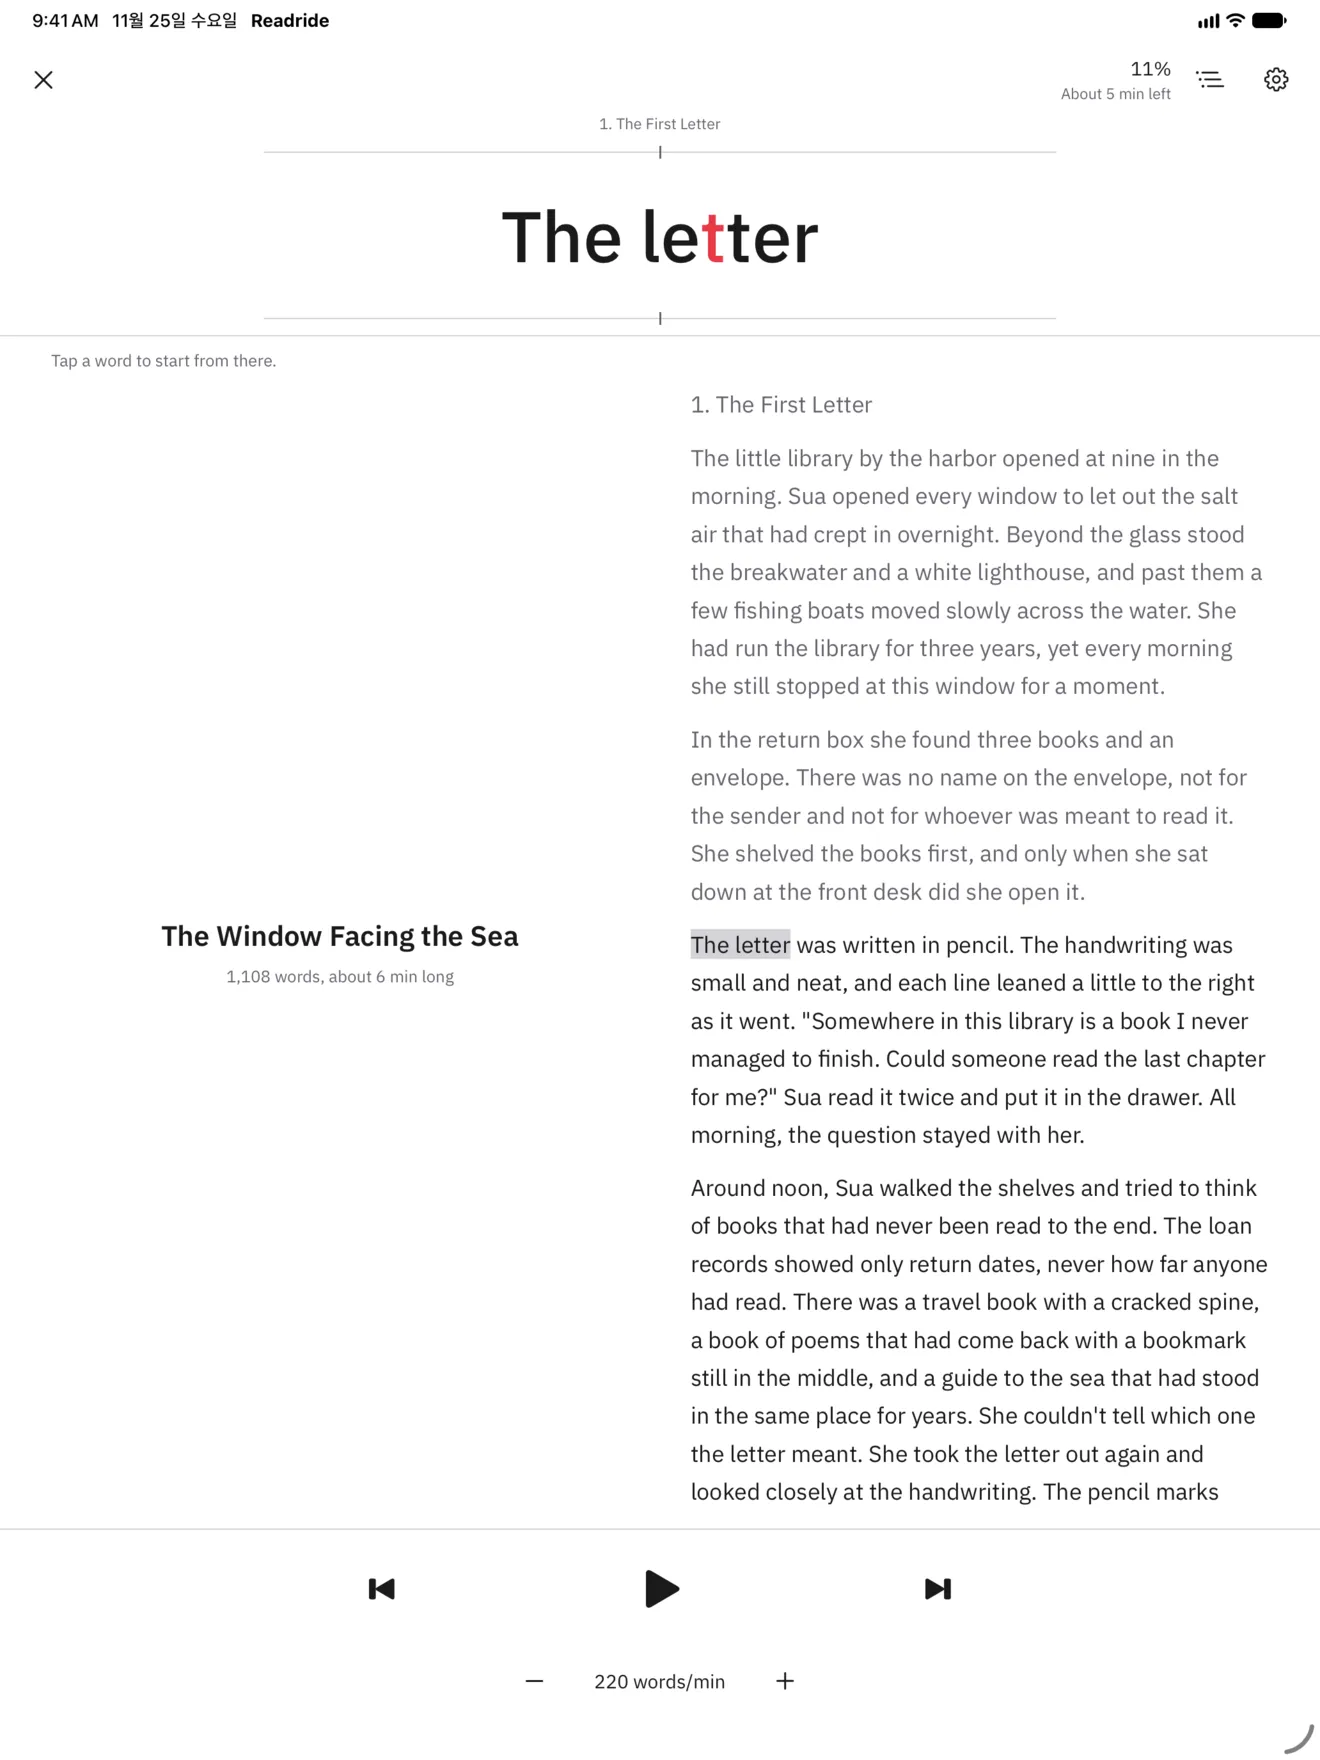 9:41 AM 11월 25일 수요일 Readride
11%
About 5 min left
1. The First Letter
The letter
Tap a word to start from there.
The Window Facing the Sea
1,108 words, about 6 min long
1. The First Letter
The little library by the harbor opened at nine in the
morning. Sua opened every window to let out the salt
air that had crept in overnight. Beyond the glass stood
the breakwater and a white lighthouse, and past them a
few fishing boats moved slowly across the water. She
had run the library for three years, yet every morning
she still stopped at this window for a moment.
In the return box she found three books and an
envelope. There was no name on the envelope, not for
the sender and not for whoever was meant to read it.
She shelved the books first, and only when she sat
down at the front desk did she open it.
The letter was written in pencil. The handwriting was
small and neat, and each line leaned a little to the right
as it went. "Somewhere in this library is a book I never
managed to finish. Could someone read the last chapter
for me?" Sua read it twice and put it in the drawer. All
morning, the question stayed with her.
Around noon, Sua walked the shelves and tried to think
of books that had never been read to the end. The loan
records showed only return dates, never how far anyone
had read. There was a travel book with a cracked spine,
a book of poems that had come back with a bookmark
still in the middle, and a guide to the sea that had stood
in the same place for years. She couldn't tell which one
the letter meant. She took the letter out again and
looked closely at the handwriting. The pencil marks
220 words/min